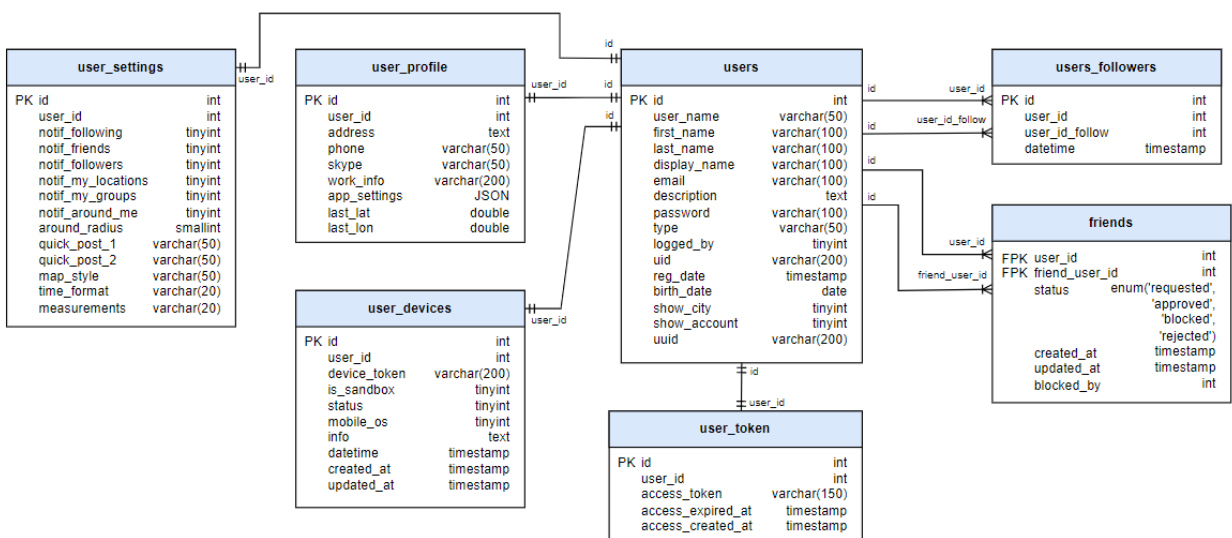 id
user_settings
user_id
PK id int
user_id int
notif_following tinyint
notif_friends tinyint
notif_followers tinyint
notif_my_locations tinyint
notif_my_groups tinyint
notif_around_me tinyint
around_radius smallint
quick_post_1 varchar(50)
quick_post_2 varchar(50)
map_style varchar(50)
time_format varchar(20)
measurements varchar(20)
user_profile
user_id id
PK id int
user_id int
address text
phone varchar(50)
skype varchar(50)
work_info varchar(200)
app_settings JSON
last_lat double
last_lon double
id
user_devices
user_id
PK id int
user_id int
device_token varchar(200)
is_sandbox tinyint
status tinyint
mobile_os tinyint
info text
datetime timestamp
created_at timestamp
updated_at timestamp
users
PK id int
user_name varchar(50)
first_name varchar(100)
last_name varchar(100)
display_name varchar(100)
email varchar(100)
description text
password varchar(100)
type varchar(50)
logged_by tinyint
uid varchar(200)
reg_date timestamp
birth_date date
show_city tinyint
show_account tinyint
uuid varchar(200)
id
user_id
user_token
PK id int
user_id int
access_token varchar(150)
access_expired_at timestamp
access_created_at timestamp
id user_id
id user_id_follow
id
id
user_id
friend_user_id
users_followers
PK id int
user_id int
user_id_follow int
datetime timestamp
friends
FPK user_id int
FPK friend_user_id int
status enum('requested',
'approved',
'blocked',
'rejected')
created_at timestamp
updated_at timestamp
blocked_by int